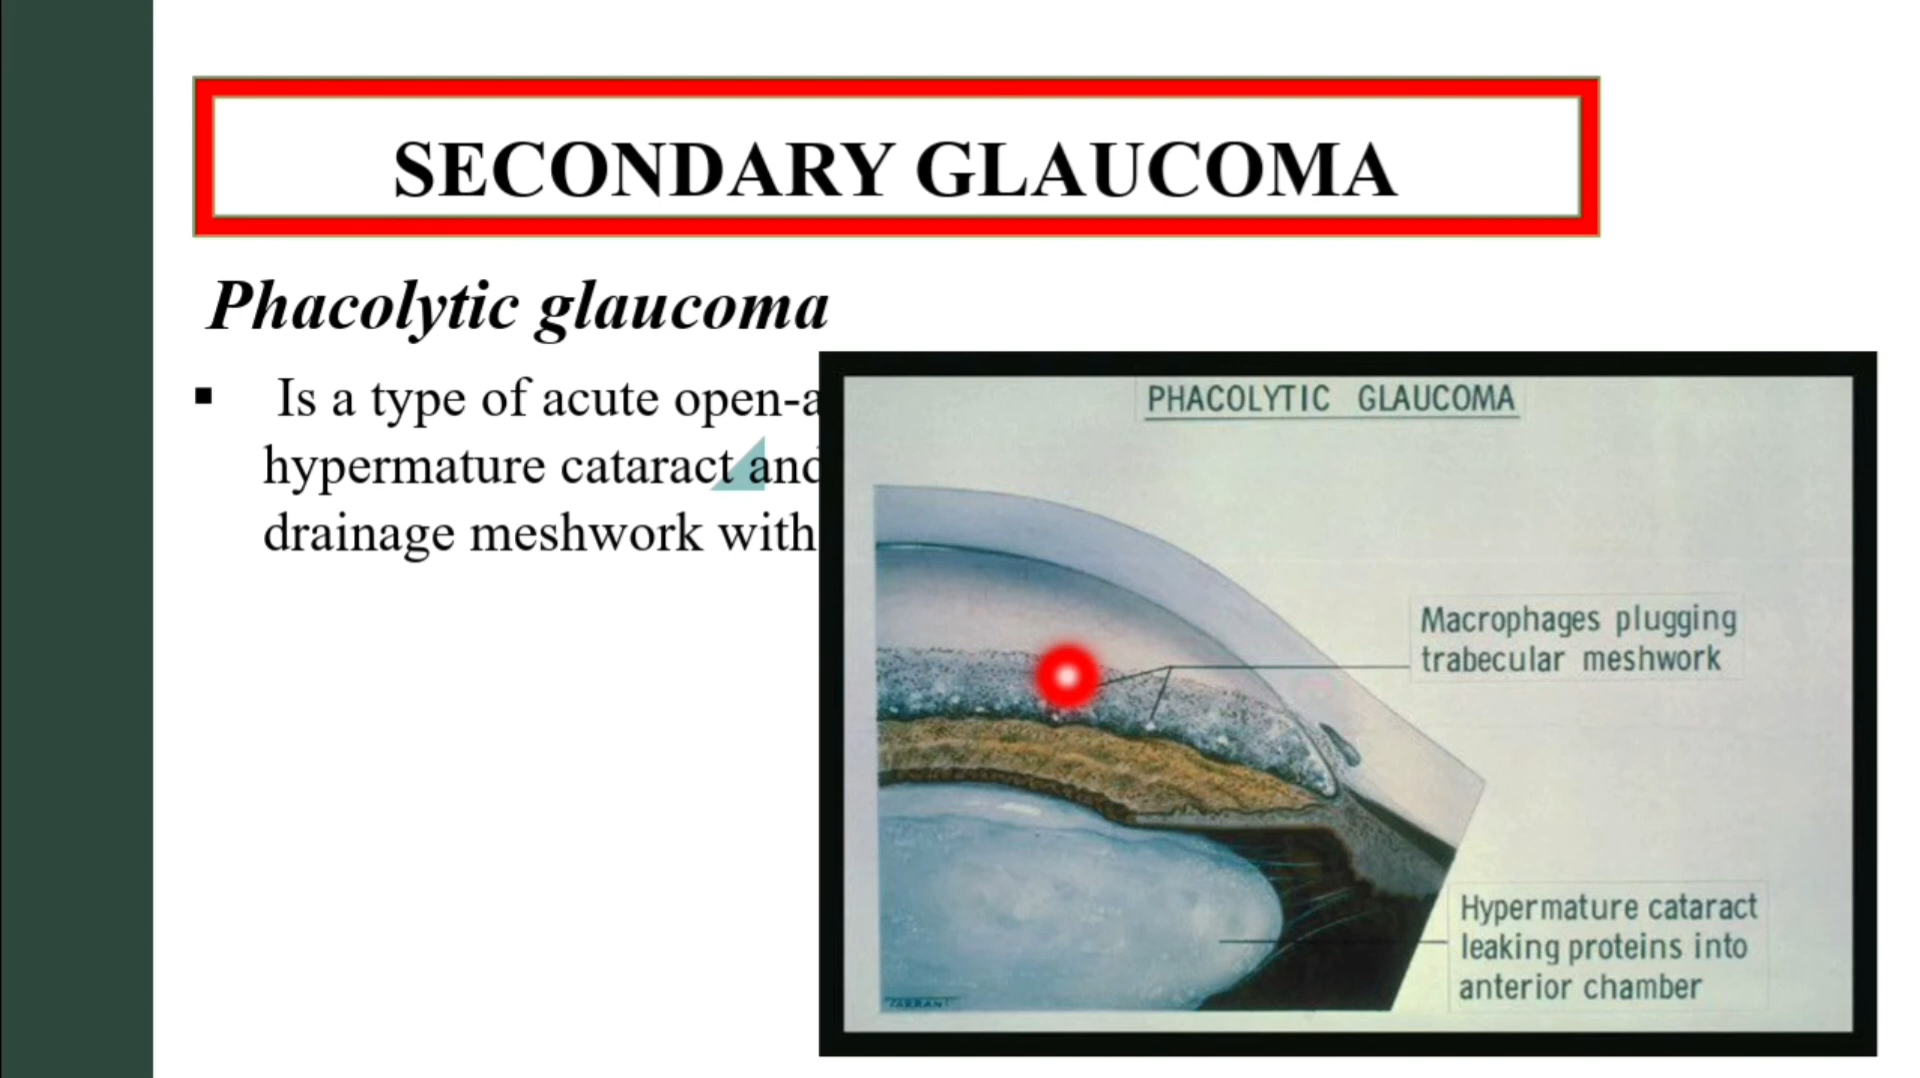 SECONDARY GLAUCOMA
Phacolytic glaucoma
▪ Is a type of acute open-a
hypermature cataract and
drainage meshwork with
PHACOLYTIC GLAUCOMA
Macrophages plugging
trabecular meshwork
Hypermature cataract
leaking proteins into
anterior chamber